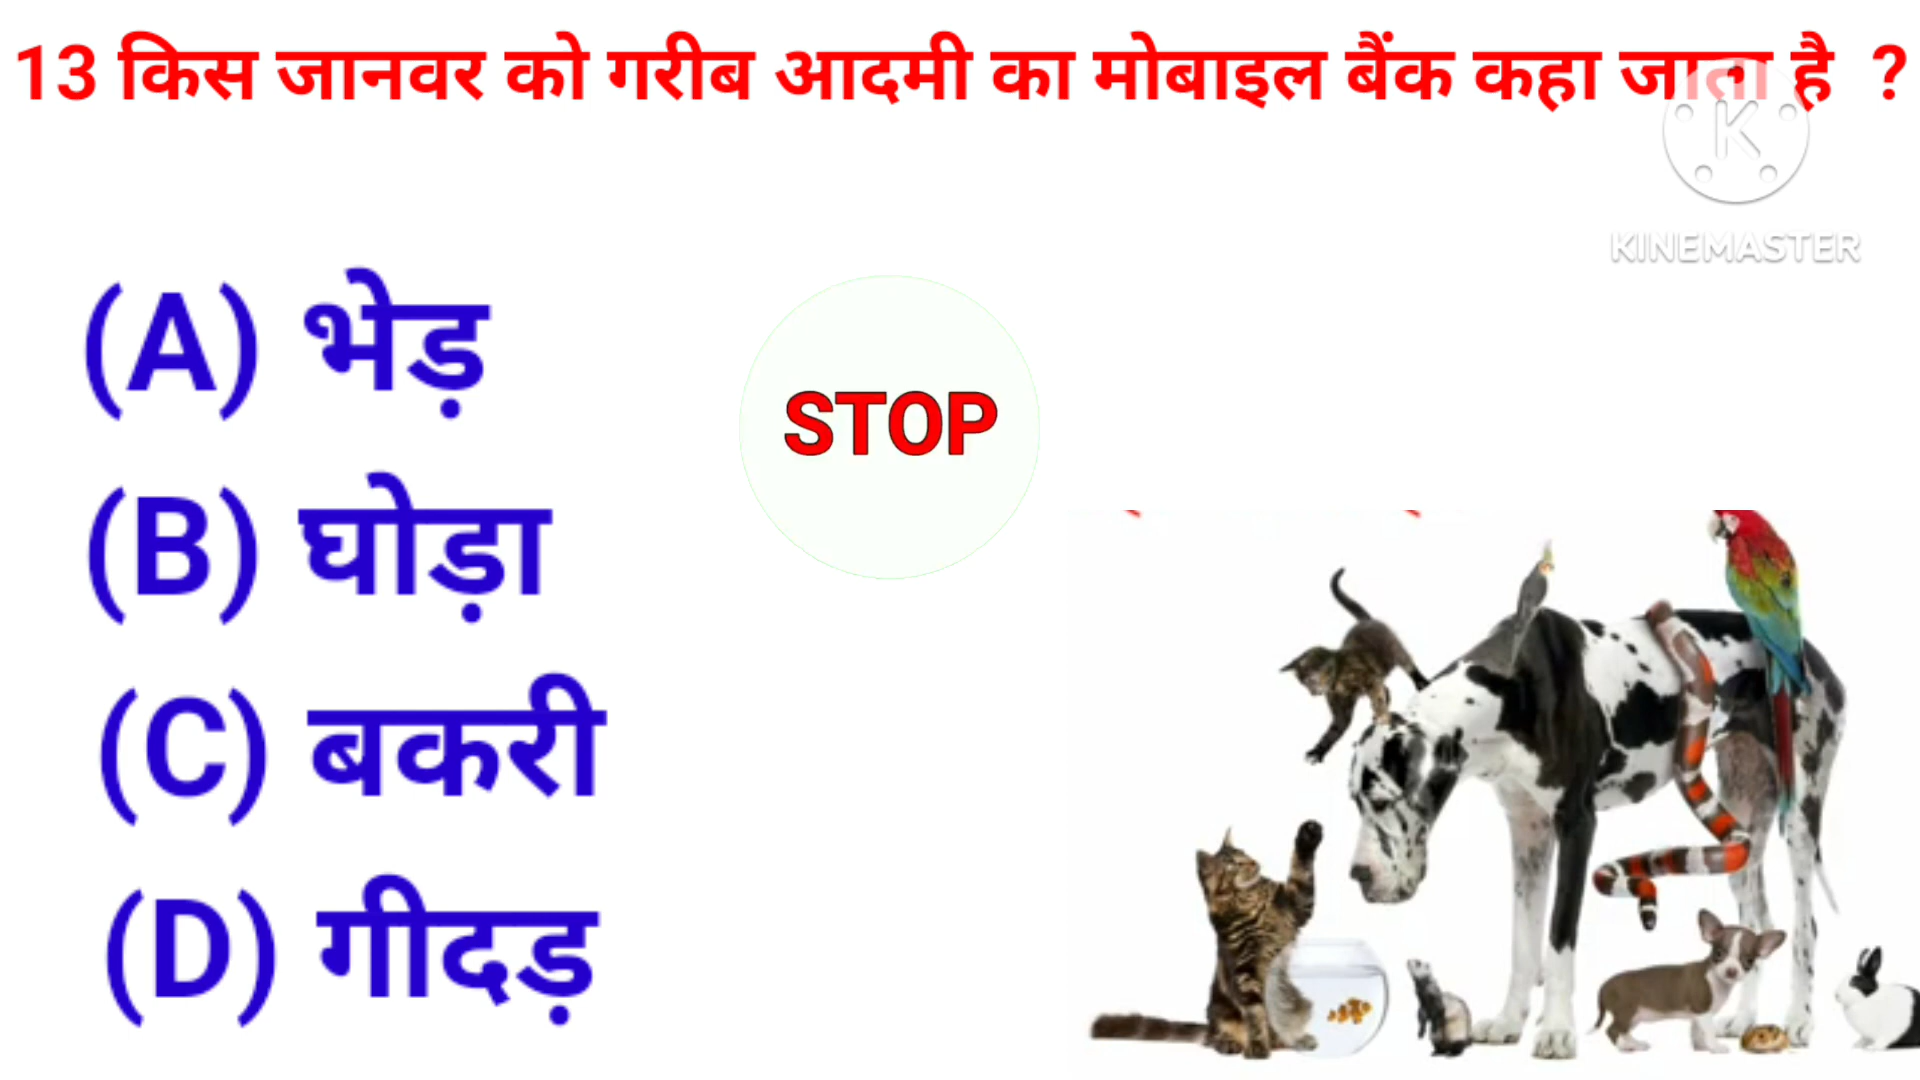 13 किस जानवर को गरीब आदमी का मोबाइल बैंक कहा जाता है ?
KINEMASTER
(A) भेड़
STOP
(B) घोड़ा
(C) बकरी
(D) गीदड़